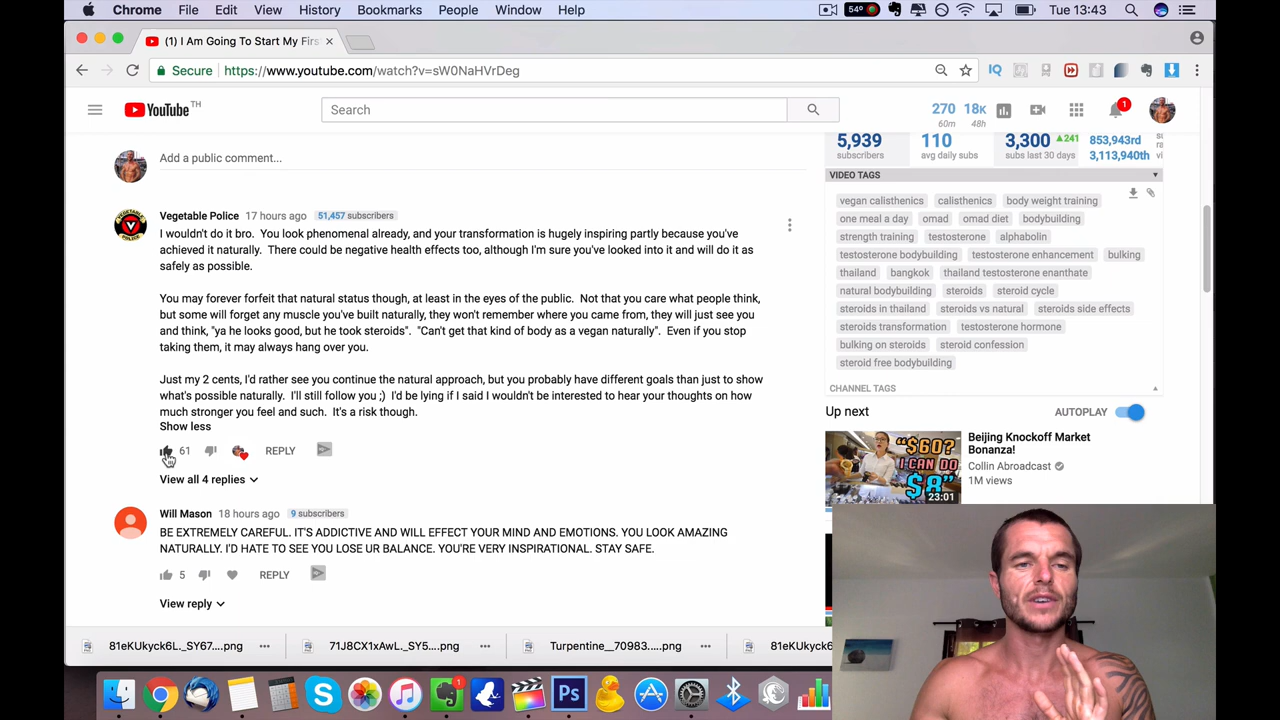 Chrome File Edit View History Bookmarks People Window Help 54° Tue 13:43
(1) I Am Going To Start My Firs
Secure https://www.youtube.com/watch?v=sW0NaHVrDeg IQ
YouTube TH Search 270 60m 18K 48h 1
Add a public comment...
Vegetable Police 17 hours ago 51,457 subscribers
I wouldn't do it bro. You look phenomenal already, and your transformation is hugely inspiring partly because you've
achieved it naturally. There could be negative health effects too, although I'm sure you've looked into it and will do it as
safely as possible.
You may forever forfeit that natural status though, at least in the eyes of the public. Not that you care what people think,
but some will forget any muscle you've built naturally, they won't remember where you came from, they will just see you
and think, "ya he looks good, but he took steroids". "Can't get that kind of body as a vegan naturally". Even if you stop
taking them, it may always hang over you.
Just my 2 cents, I'd rather see you continue the natural approach, but you probably have different goals than just to show
what's possible naturally. I'll still follow you ;) I'd be lying if I said I wouldn't be interested to hear your thoughts on how
much stronger you feel and such. It's a risk though.
Show less
61 REPLY
View all 4 replies
Will Mason 18 hours ago 9 subscribers
BE EXTREMELY CAREFUL. IT'S ADDICTIVE AND WILL EFFECT YOUR MIND AND EMOTIONS. YOU LOOK AMAZING
NATURALLY. I'D HATE TO SEE YOU LOSE UR BALANCE. YOU'RE VERY INSPIRATIONAL. STAY SAFE.
5 REPLY
View reply
5,939 110 3,300 ▲241 853,943rd
subscribers avg daily subs subs last 30 days 3,113,940th
VIDEO TAGS
vegan calisthenics calisthenics body weight training
one meal a day omad omad diet bodybuilding
strength training testosterone alphabolin
testosterone bodybuilding testosterone enhancement bulking
thailand bangkok thailand testosterone enanthate
natural bodybuilding steroids steroid cycle
steroids in thailand steroids vs natural steroids side effects
steroids transformation testosterone hormone
bulking on steroids steroid confession
steroid free bodybuilding
CHANNEL TAGS
Up next AUTOPLAY
"$60?
I CAN DO
$8"
23:01
Beijing Knockoff Market
Bonanza!
Collin Abroadcast
1M views
81eKUkyck6L._SY67....png 71J8CX1xAwL._SY5....png Turpentine__70983.....png 81eKUkyck6
S 1 Ps